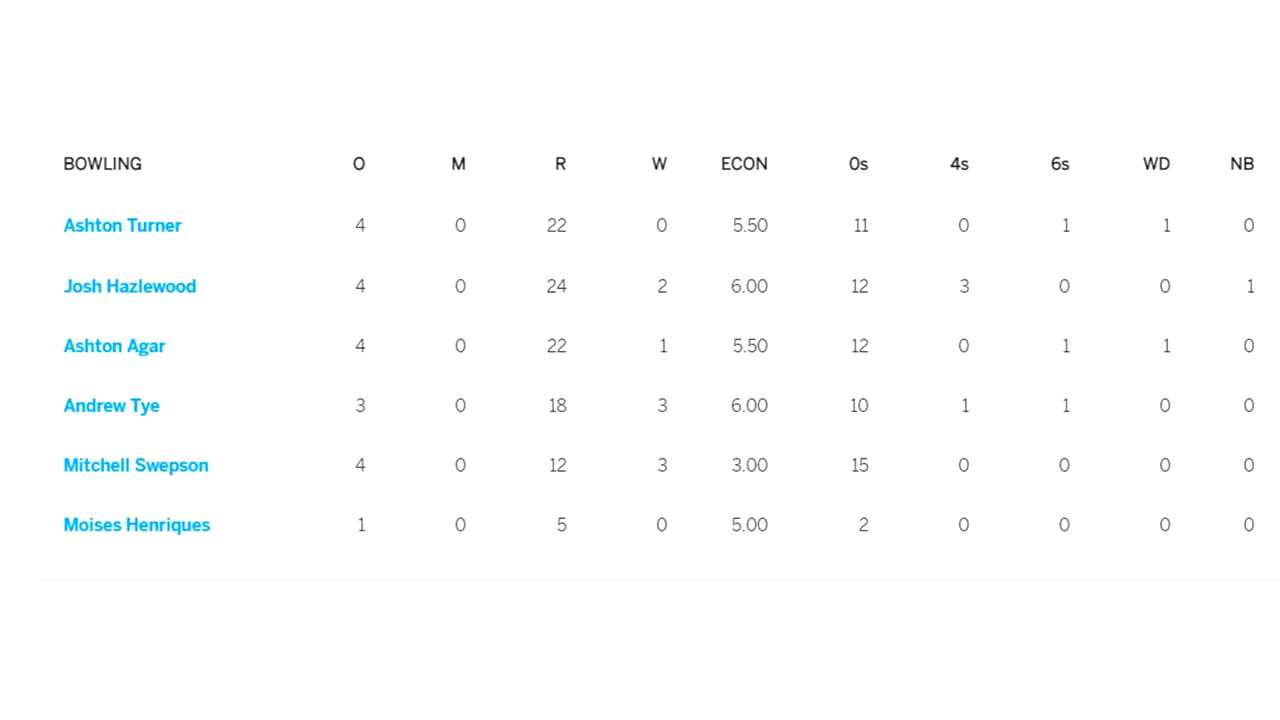 BOWLING O M R W ECON 0s 4s 6s WD NB
Ashton Turner 4 0 22 0 5.50 11 0 1 1 0
Josh Hazlewood 4 0 24 2 6.00 12 3 0 0 1
Ashton Agar 4 0 22 1 5.50 12 0 1 1 0
Andrew Tye 3 0 18 3 6.00 10 1 1 0 0
Mitchell Swepson 4 0 12 3 3.00 15 0 0 0 0
Moises Henriques 1 0 5 0 5.00 2 0 0 0 0